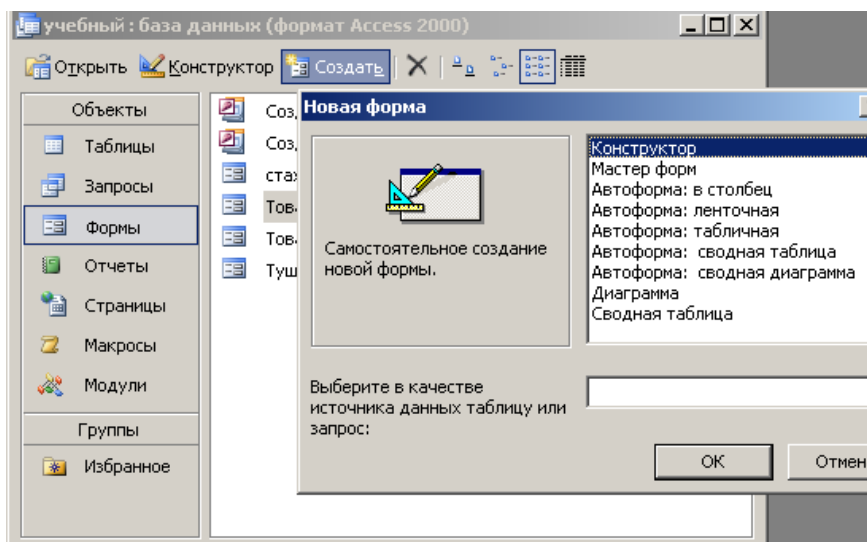 учебный : база данных (формат Access 2000)
Открыть Конструктор Создать
Объекты
Таблицы
Запросы
Формы
Отчеты
Страницы
Макросы
Модули
Группы
Избранное
Соз
Соз
ста
Тов
Тов
Туш
Новая форма
Самостоятельное создание
новой формы.
Конструктор
Мастер форм
Автоформа: в столбец
Автоформа: ленточная
Автоформа: табличная
Автоформа: сводная таблица
Автоформа: сводная диаграмма
Диаграмма
Сводная таблица
Выберите в качестве
источника данных таблицу или
запрос:
ОК
Отмен